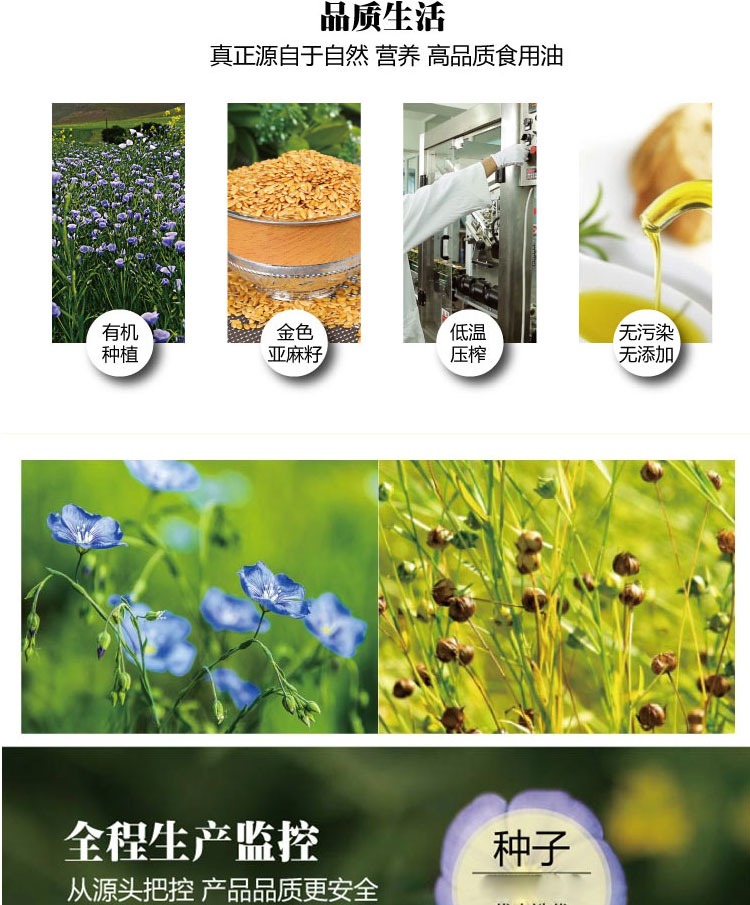 品质生活
真正源自于自然 营养 高品质食用油
有机
种植
金色
亚麻籽
低温
压榨
无污染
无添加
全程生产监控
种子
从源头把控 产品品质更安全